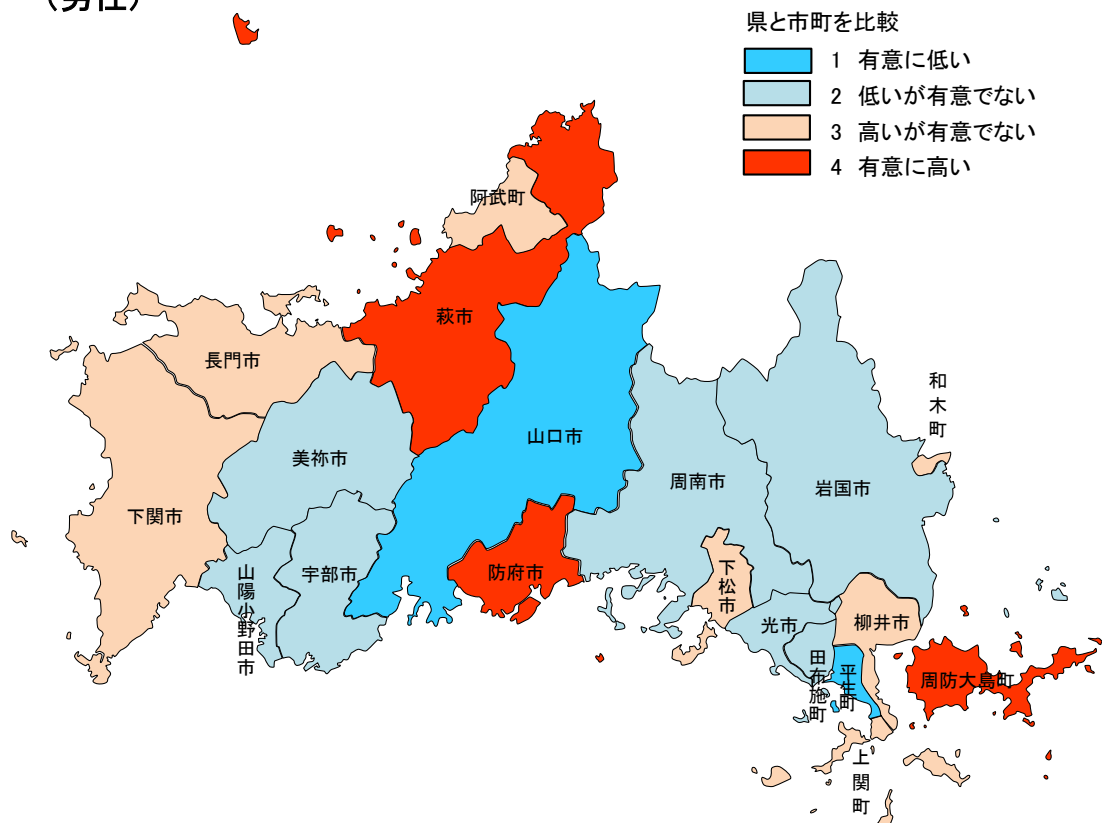 （男性）
県と市町を比較
1 有意に低い
2 低いが有意でない
3 高いが有意でない
4 有意に高い
阿武町
萩市
長門市
和木町
山口市
美祢市
周南市
岩国市
下関市
宇部市
防府市
山陽小野田市
下松市
光市
柳井市
田布施町
平生町
周防大島町
上関町